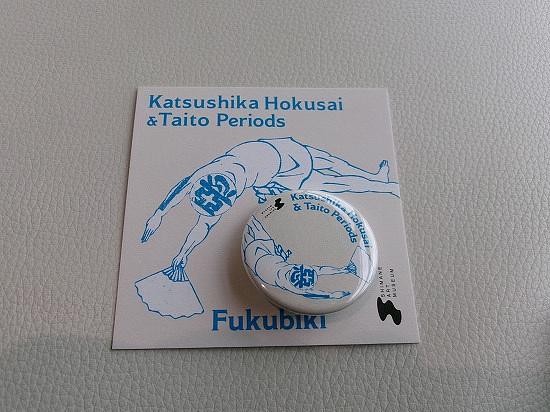 Katsushika Hokusai
& Taito Periods
Katsushika Hokusai
& Taito Periods
SHIMANE
ART
MUSEUM
Fukubiki